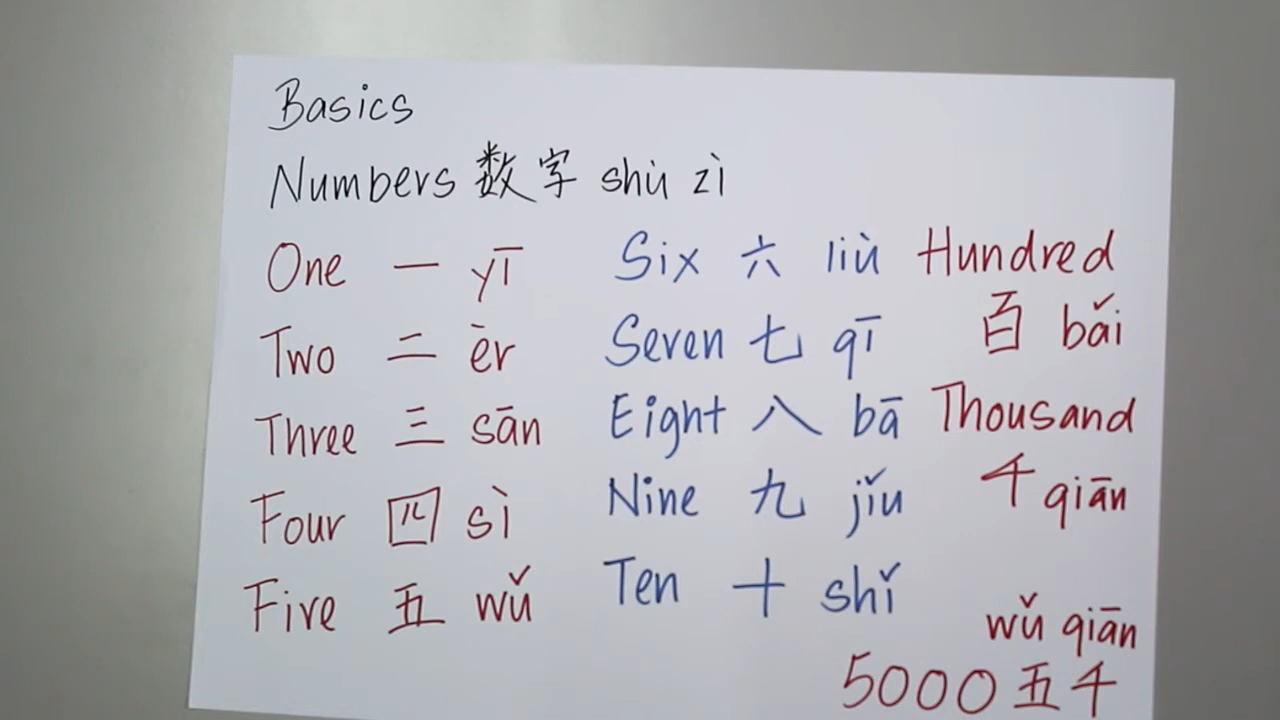 Basics
Numbers 数字 shù zì
One 一 yī
Two 二 èr
Three 三 sān
Four 四 sì
Five 五 wǔ
Six 六 liù
Seven 七 qī
Eight 八 bā
Nine 九 jǐu
Ten 十 shǐ
Hundred
百 bǎi
Thousand
千 qiān
wǔ qiān
5000 五千